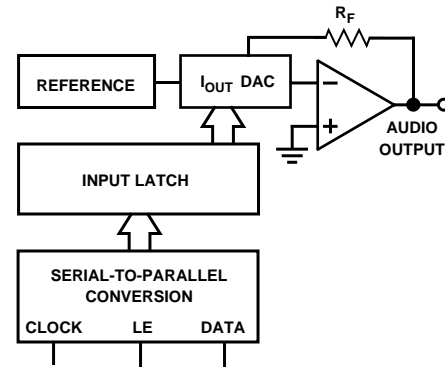 R_F
REFERENCE
I_OUT DAC
−
+
AUDIO
OUTPUT
INPUT LATCH
SERIAL-TO-PARALLEL
CONVERSION
CLOCK LE DATA